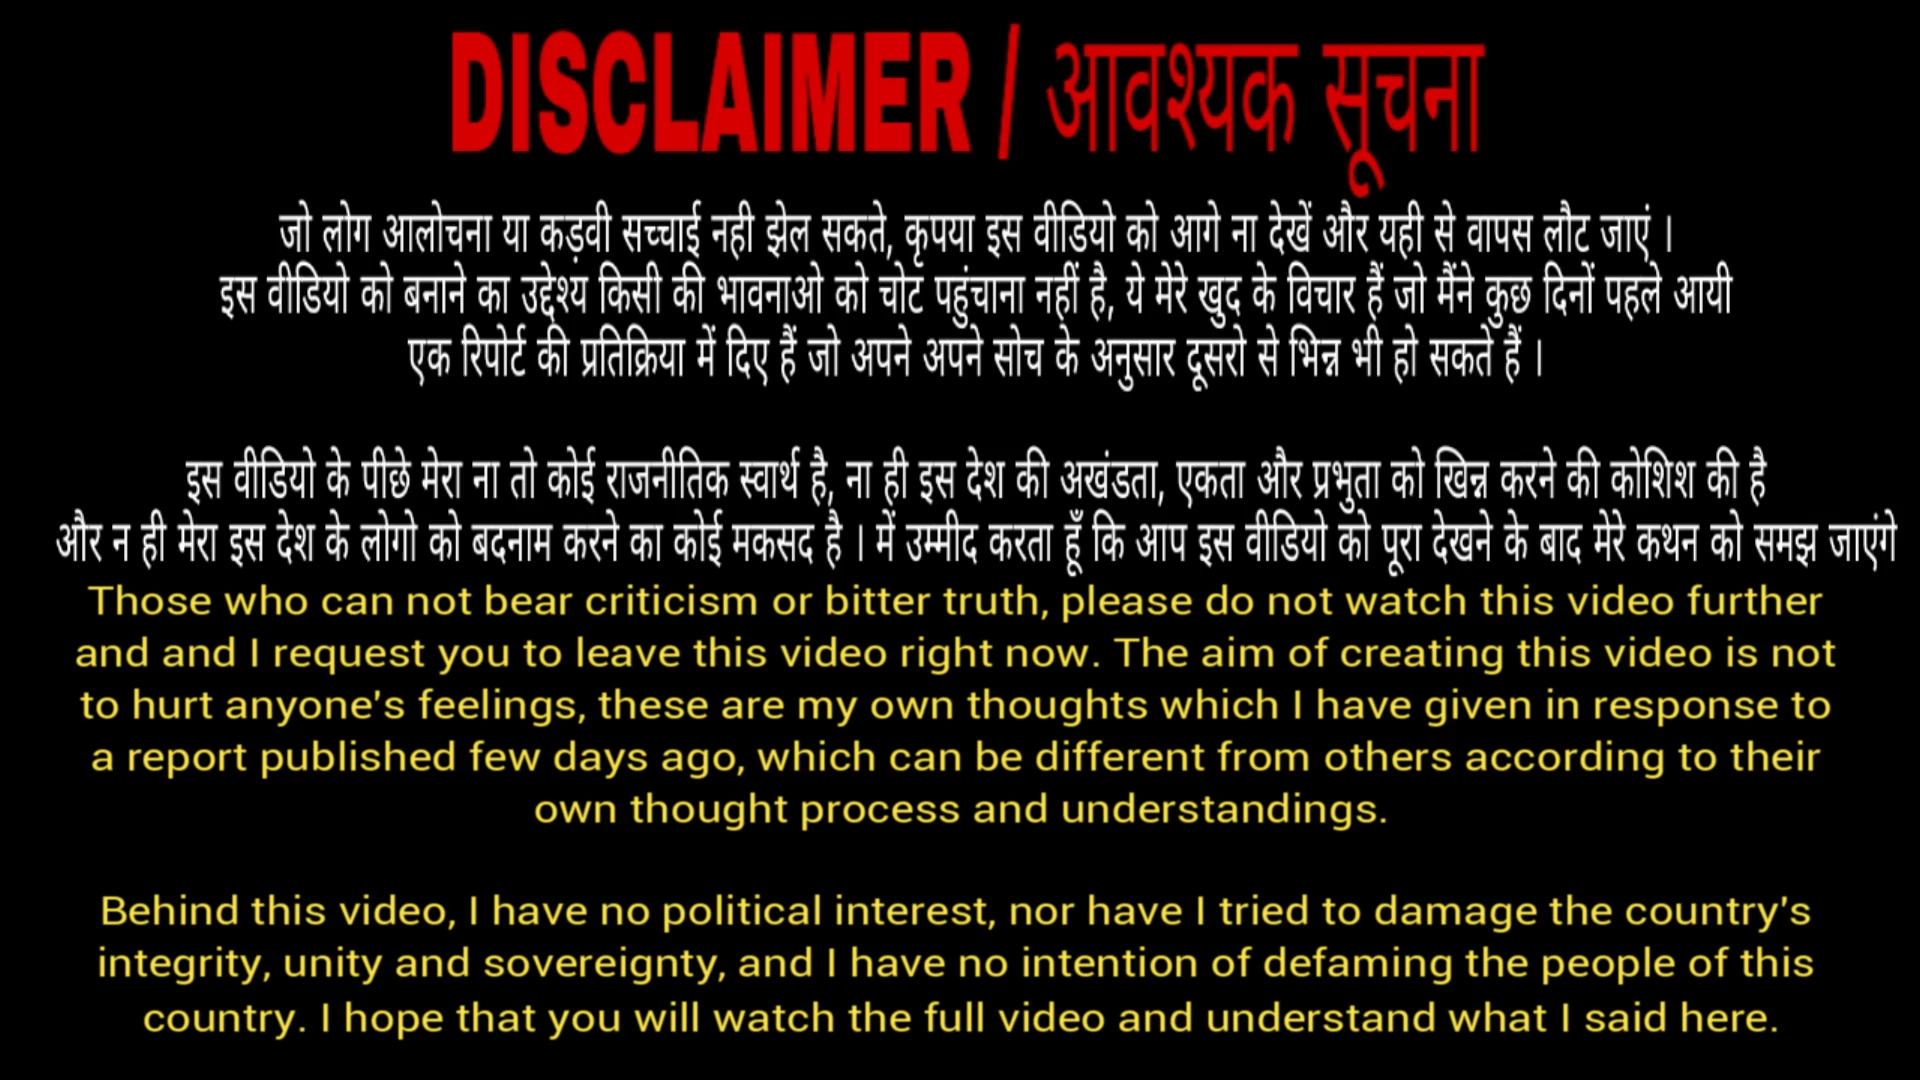 DISCLAIMER / आवश्यक सूचना
जो लोग आलोचना या कड़वी सच्चाई नही झेल सकते, कृपया इस वीडियो को आगे ना देखें और यही से वापस लौट जाएं ।
इस वीडियो को बनाने का उद्देश्य किसी की भावनाओ को चोट पहुंचाना नहीं है, ये मेरे खुद के विचार हैं जो मैंने कुछ दिनों पहले आयी
एक रिपोर्ट की प्रतिक्रिया में दिए हैं जो अपने अपने सोच के अनुसार दूसरो से भिन्न भी हो सकते हैं ।
इस वीडियो के पीछे मेरा ना तो कोई राजनीतिक स्वार्थ है, ना ही इस देश की अखंडता, एकता और प्रभुता को खिन्न करने की कोशिश की है
और न ही मेरा इस देश के लोगो को बदनाम करने का कोई मकसद है । में उम्मीद करता हूँ कि आप इस वीडियो को पूरा देखने के बाद मेरे कथन को समझ जाएंगे
Those who can not bear criticism or bitter truth, please do not watch this video further
and and I request you to leave this video right now. The aim of creating this video is not
to hurt anyone's feelings, these are my own thoughts which I have given in response to
a report published few days ago, which can be different from others according to their
own thought process and understandings.
Behind this video, I have no political interest, nor have I tried to damage the country's
integrity, unity and sovereignty, and I have no intention of defaming the people of this
country. I hope that you will watch the full video and understand what I said here.